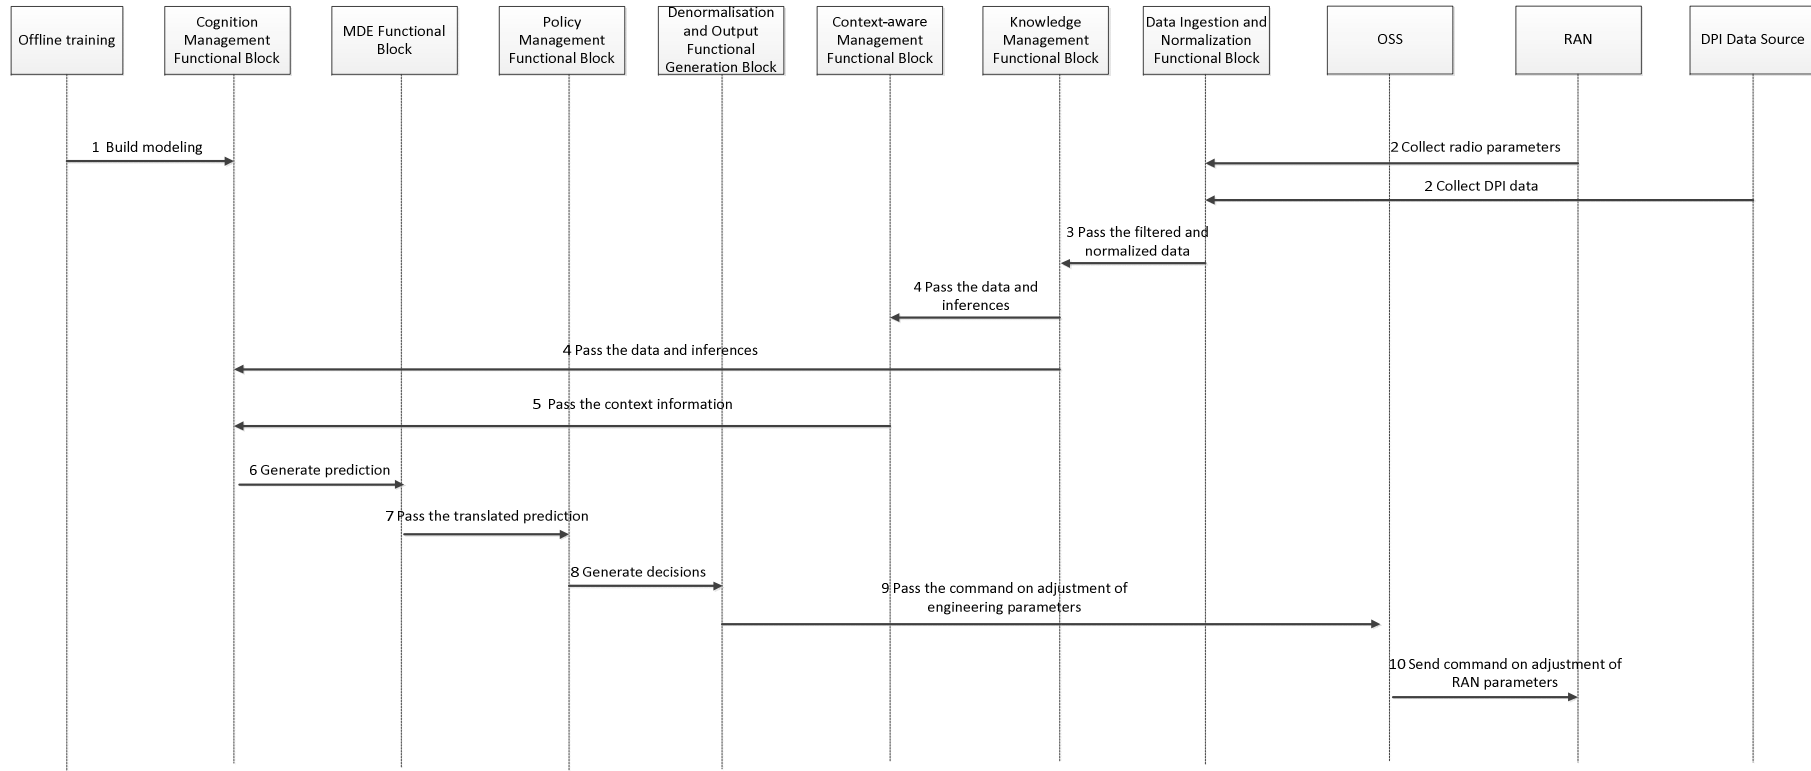 Offline training
Cognition
Management
Functional Block
MDE Functional
Block
Policy
Management
Functional Block
Denormalisation
and Output
Functional
Generation Block
Context-aware
Management
Functional Block
Knowledge
Management
Functional Block
Data Ingestion and
Normalization
Functional Block
OSS
RAN
DPI Data Source
1 Build modeling
2 Collect radio parameters
2 Collect DPI data
3 Pass the filtered and
normalized data
4 Pass the data and
inferences
4 Pass the data and inferences
5 Pass the context information
6 Generate prediction
7 Pass the translated prediction
8 Generate decisions
9 Pass the command on adjustment of
engineering parameters
10 Send command on adjustment of
RAN parameters